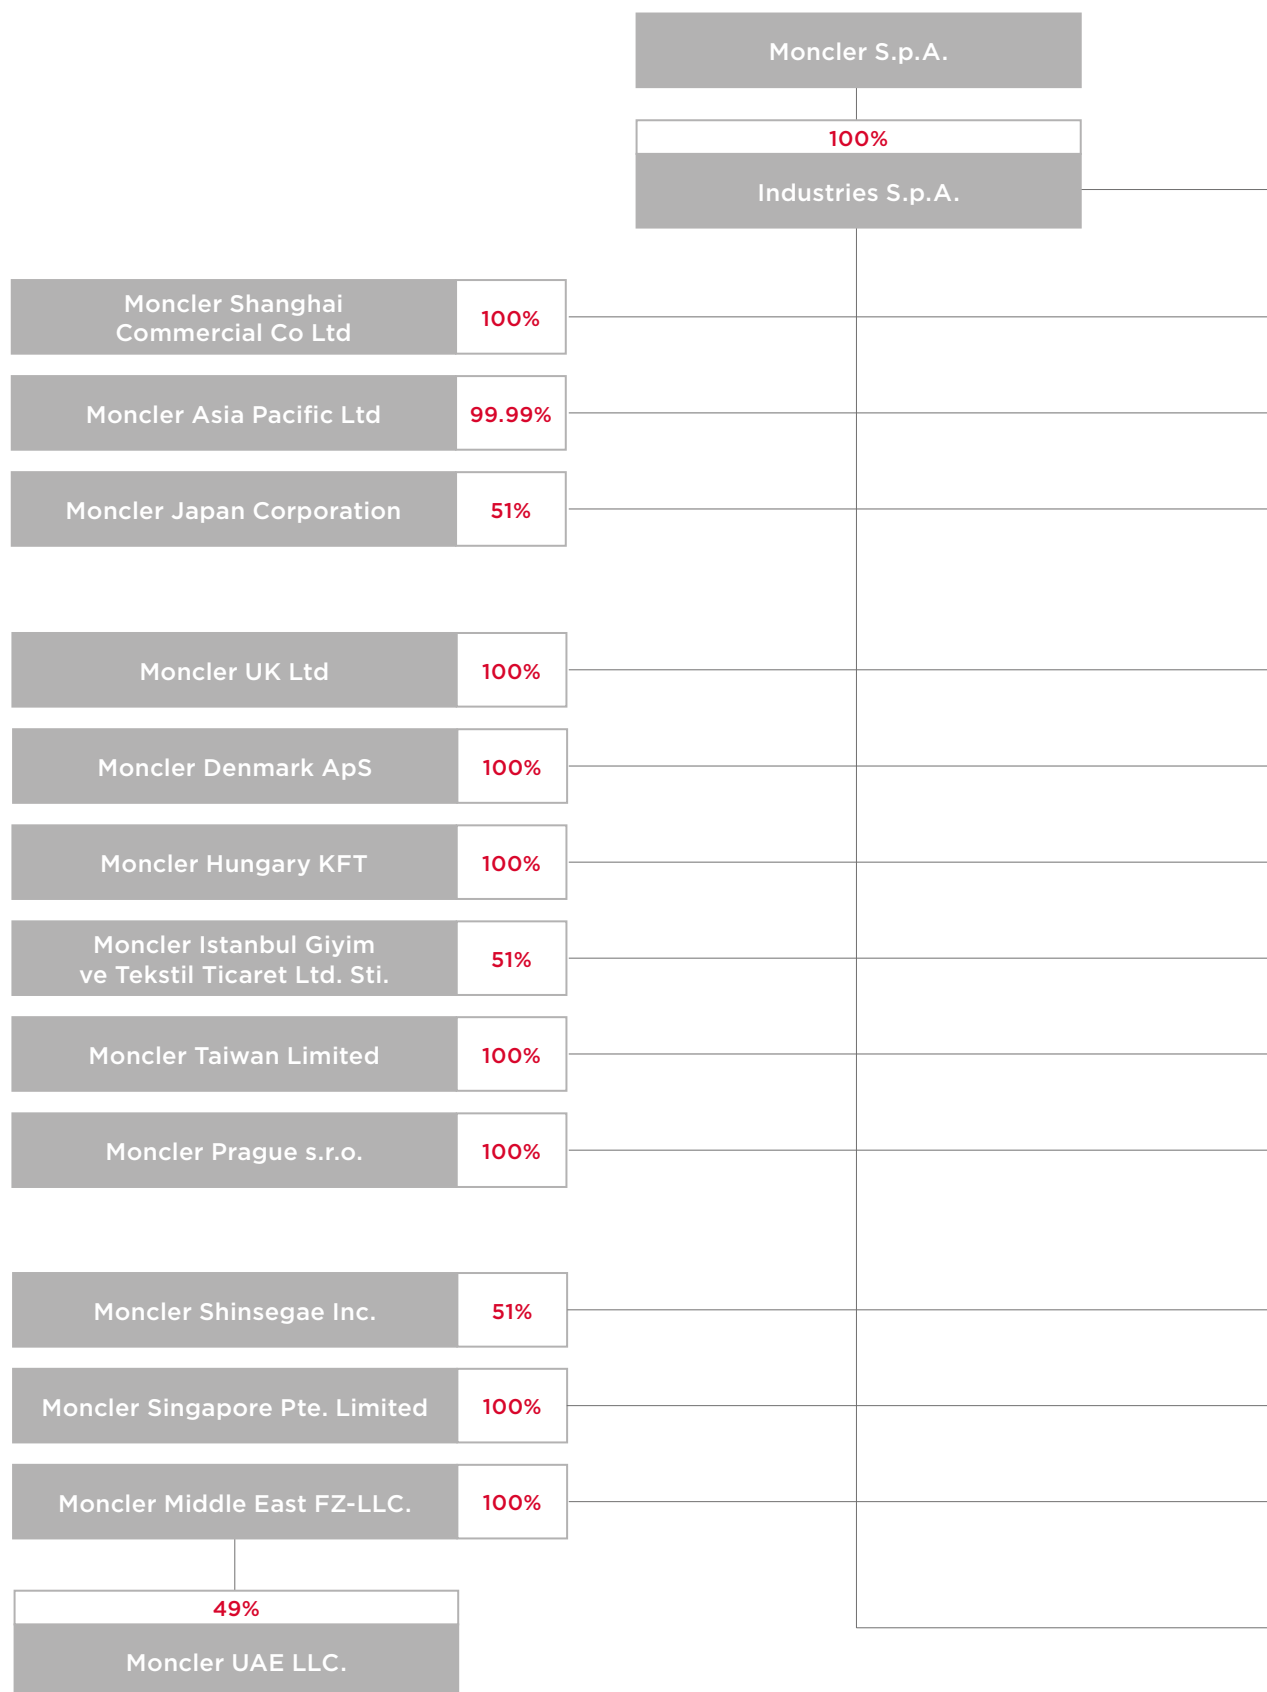 Moncler S.p.A.
100%
Industries S.p.A.
Moncler Shanghai
Commercial Co Ltd
100%
Moncler Asia Pacific Ltd
99.99%
Moncler Japan Corporation
51%
Moncler UK Ltd
100%
Moncler Denmark ApS
100%
Moncler Hungary KFT
100%
Moncler Istanbul Giyim
ve Tekstil Ticaret Ltd. Sti.
51%
Moncler Taiwan Limited
100%
Moncler Prague s.r.o.
100%
Moncler Shinsegae Inc.
51%
Moncler Singapore Pte. Limited
100%
Moncler Middle East FZ-LLC.
100%
49%
Moncler UAE LLC.